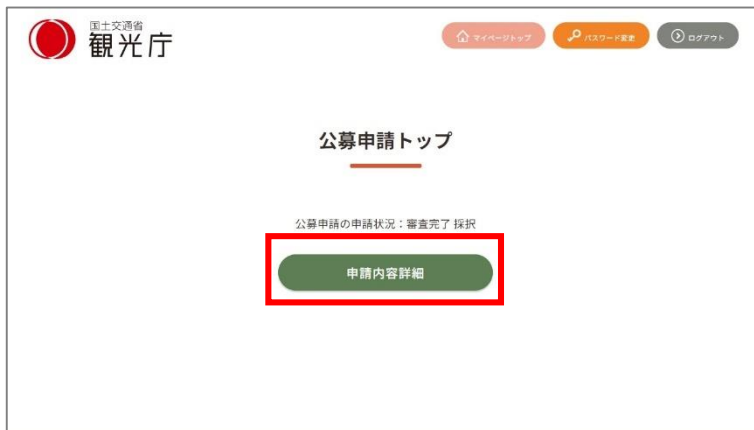 国土交通省
観光庁
マイページトップ
パスワード変更
ログアウト
公募申請トップ
公募申請の申請状況：審査完了 採択
申請内容詳細